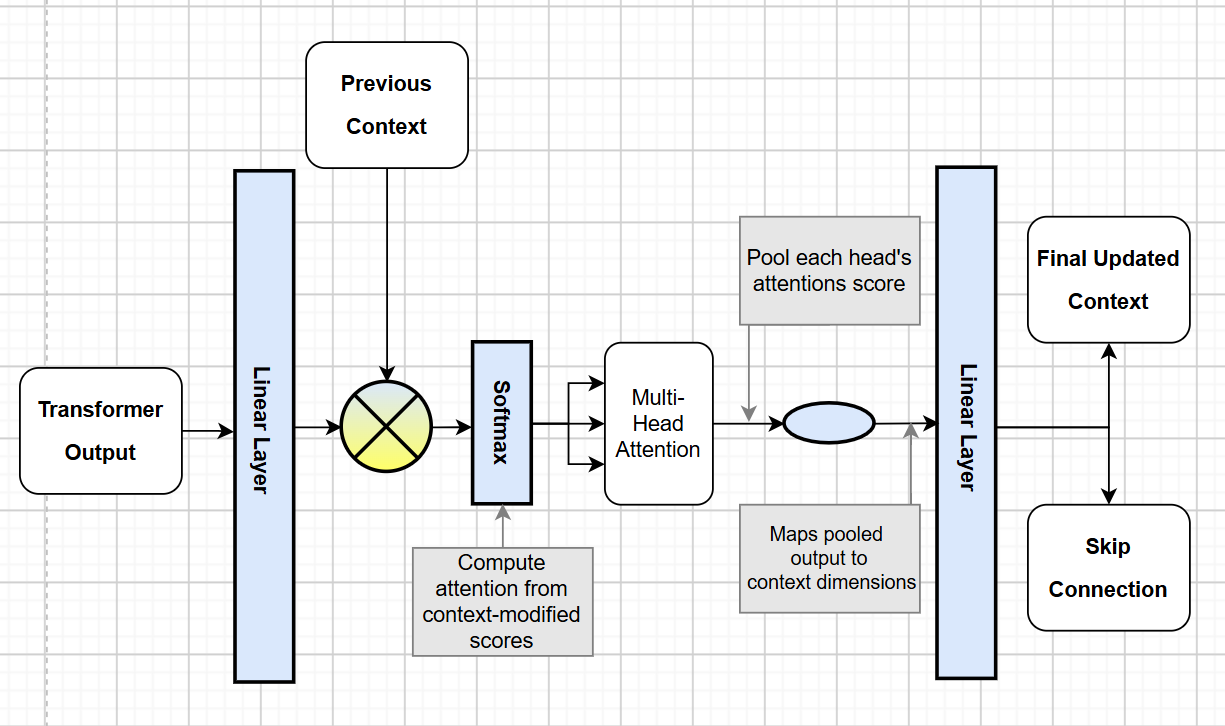 Previous
Context
Transformer
Output
Linear Layer
Softmax
Compute
attention from
context-modified
scores
Multi-
Head
Attention
Pool each head's
attentions score
Maps pooled
output to
context dimensions
Linear Layer
Final Updated
Context
Skip
Connection